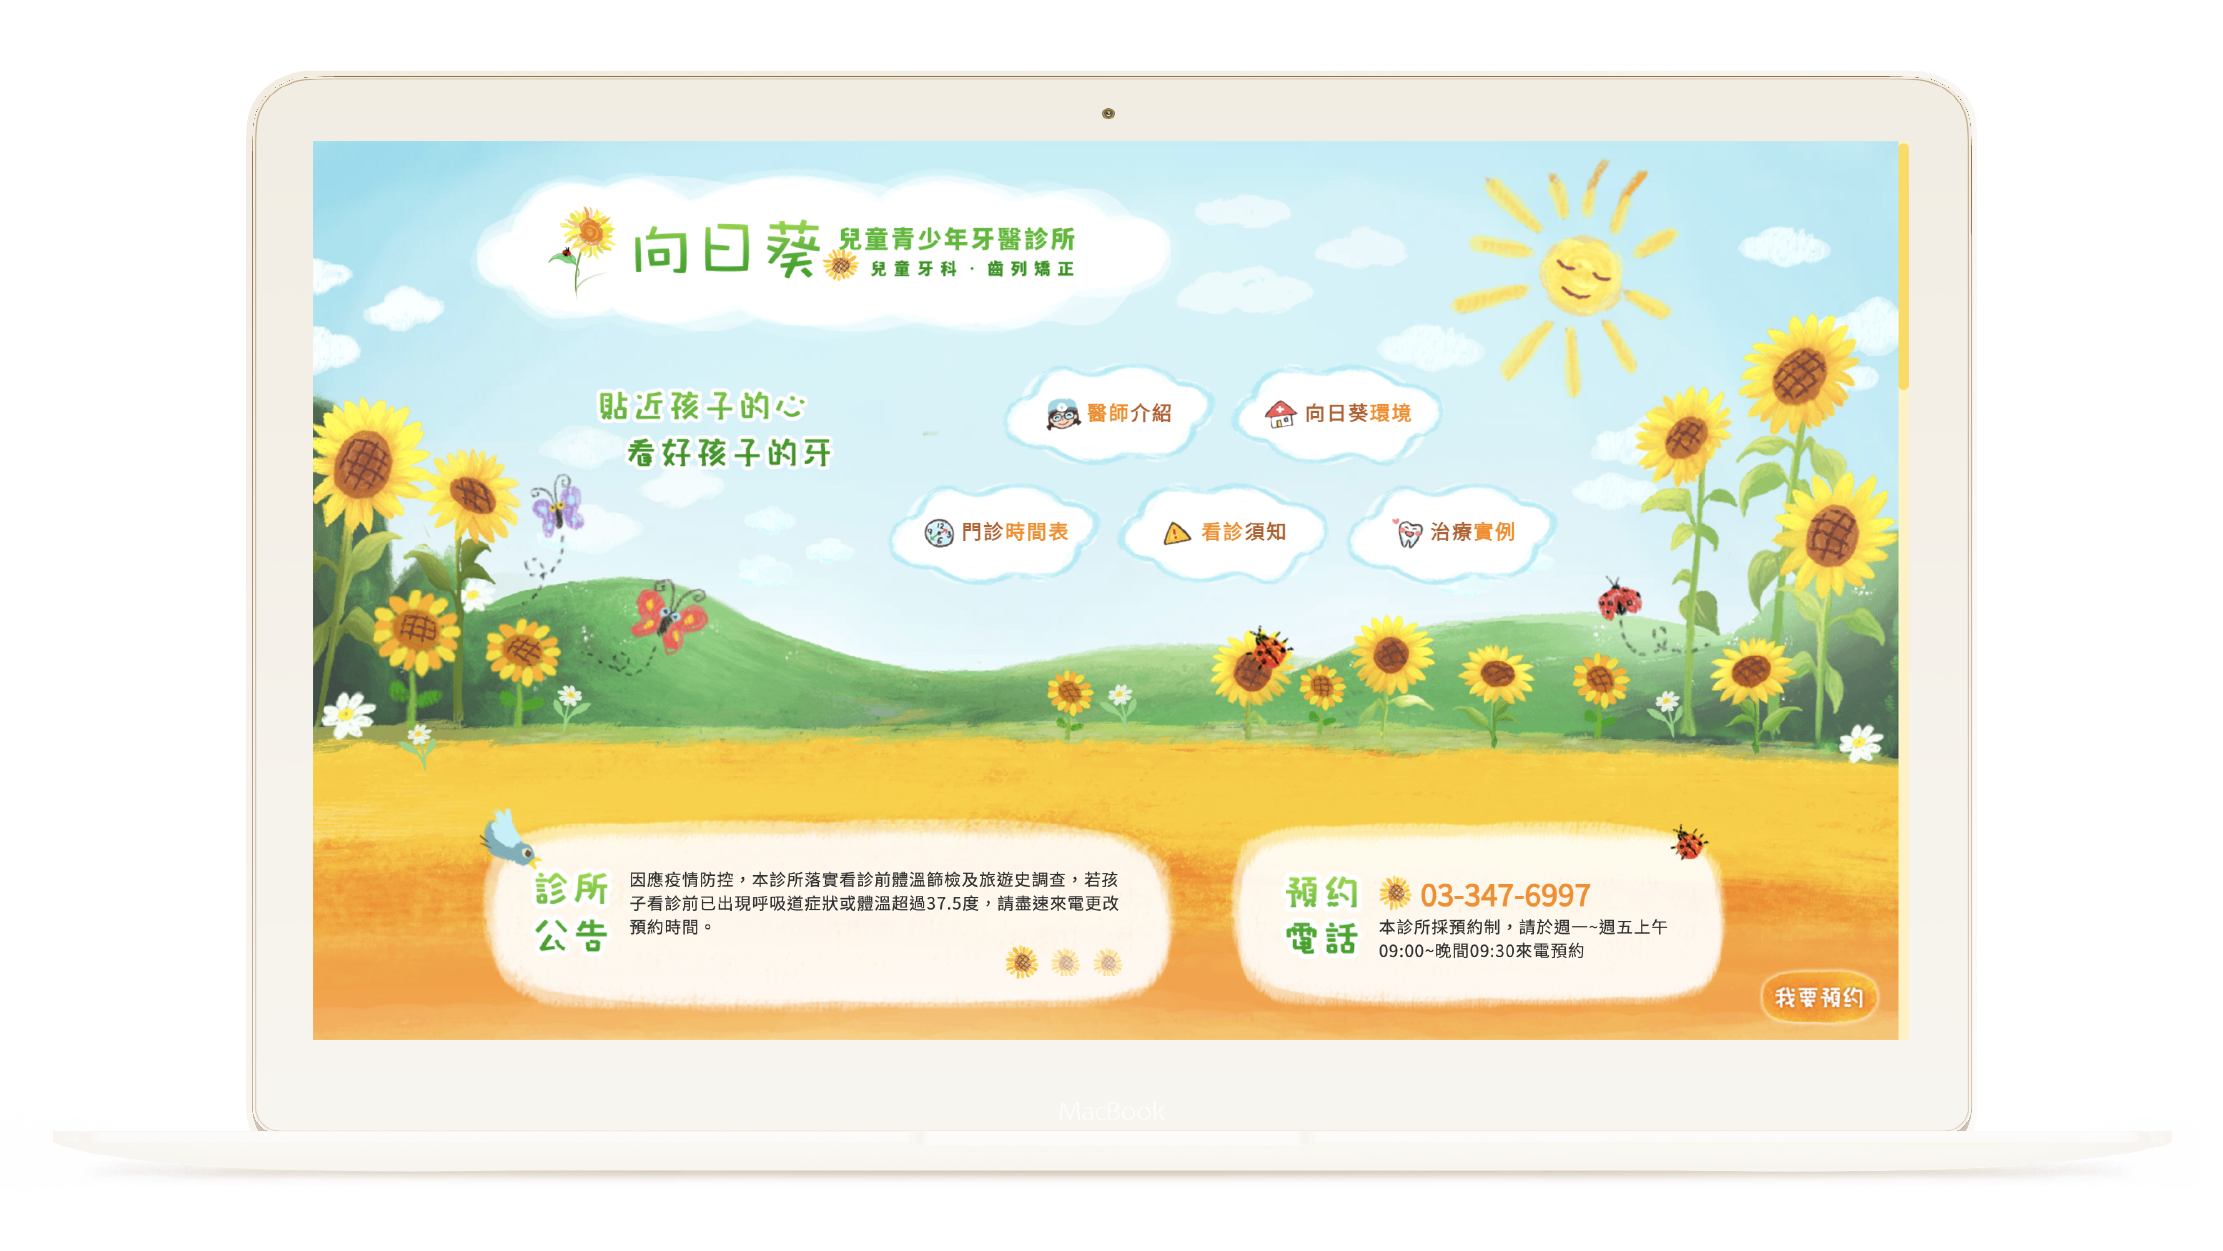 向日葵 兒童青少年牙醫診所
兒童牙科·齒列矯正
貼近孩子的心
看好孩子的牙
醫師介紹
向日葵環境
門診時間表
看診須知
治療實例
診所
公告
因應疫情防控，本診所落實看診前體溫篩檢及旅遊史調查，若孩
子看診前已出現呼吸道症狀或體溫超過37.5度，請盡速來電更改
預約時間。
預約
電話
03-347-6997
本診所採預約制，請於週一~週五上午
09:00~晚間09:30來電預約
我要預約
MacBook